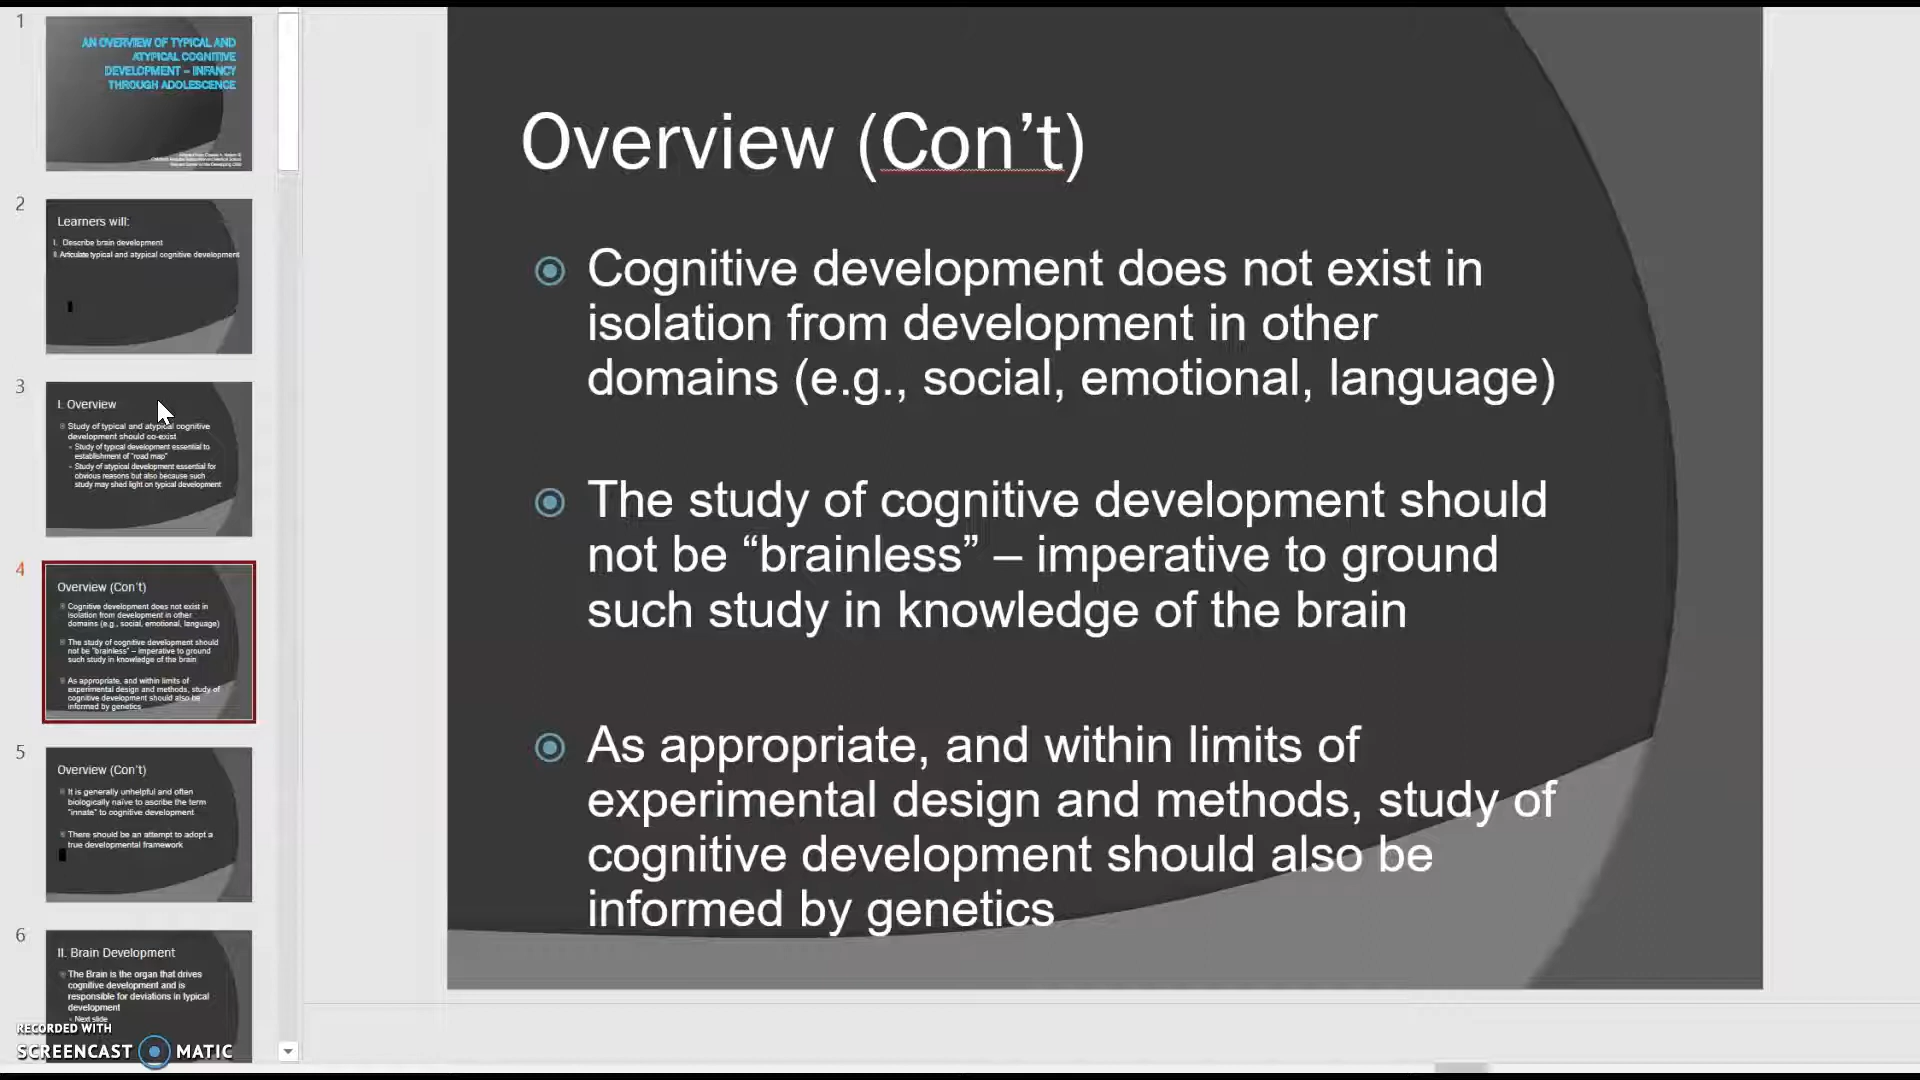 1
AN OVERVIEW OF TYPICAL AND
ATYPICAL COGNITIVE
DEVELOPMENT – INFANCY
THROUGH ADOLESCENCE
2
Learners will:
I. Describe brain development
II. Articulate typical and atypical cognitive development
3
I. Overview
Study of typical and atypical cognitive
development should co-exist
- Study of typical development essential to
establishment of "road map"
- Study of atypical development essential for
obvious reasons but also because such
study may shed light on typical development
4
Overview (Con't)
Cognitive development does not exist in
isolation from development in other
domains (e.g., social, emotional, language)
The study of cognitive development should
not be "brainless" – imperative to ground
such study in knowledge of the brain
As appropriate, and within limits of
experimental design and methods, study of
cognitive development should also be
informed by genetics
5
Overview (Con't)
It is generally unhelpful and often
biologically naïve to ascribe the term
"innate" to cognitive development
There should be an attempt to adopt a
true developmental framework
6
II. Brain Development
The Brain is the organ that drives
cognitive development and is
responsible for deviations in typical
development
- Next slide
RECORDED WITH
SCREENCAST MATIC
Overview (Con’t)
Cognitive development does not exist in
isolation from development in other
domains (e.g., social, emotional, language)
The study of cognitive development should
not be “brainless” – imperative to ground
such study in knowledge of the brain
As appropriate, and within limits of
experimental design and methods, study of
cognitive development should also be
informed by genetics